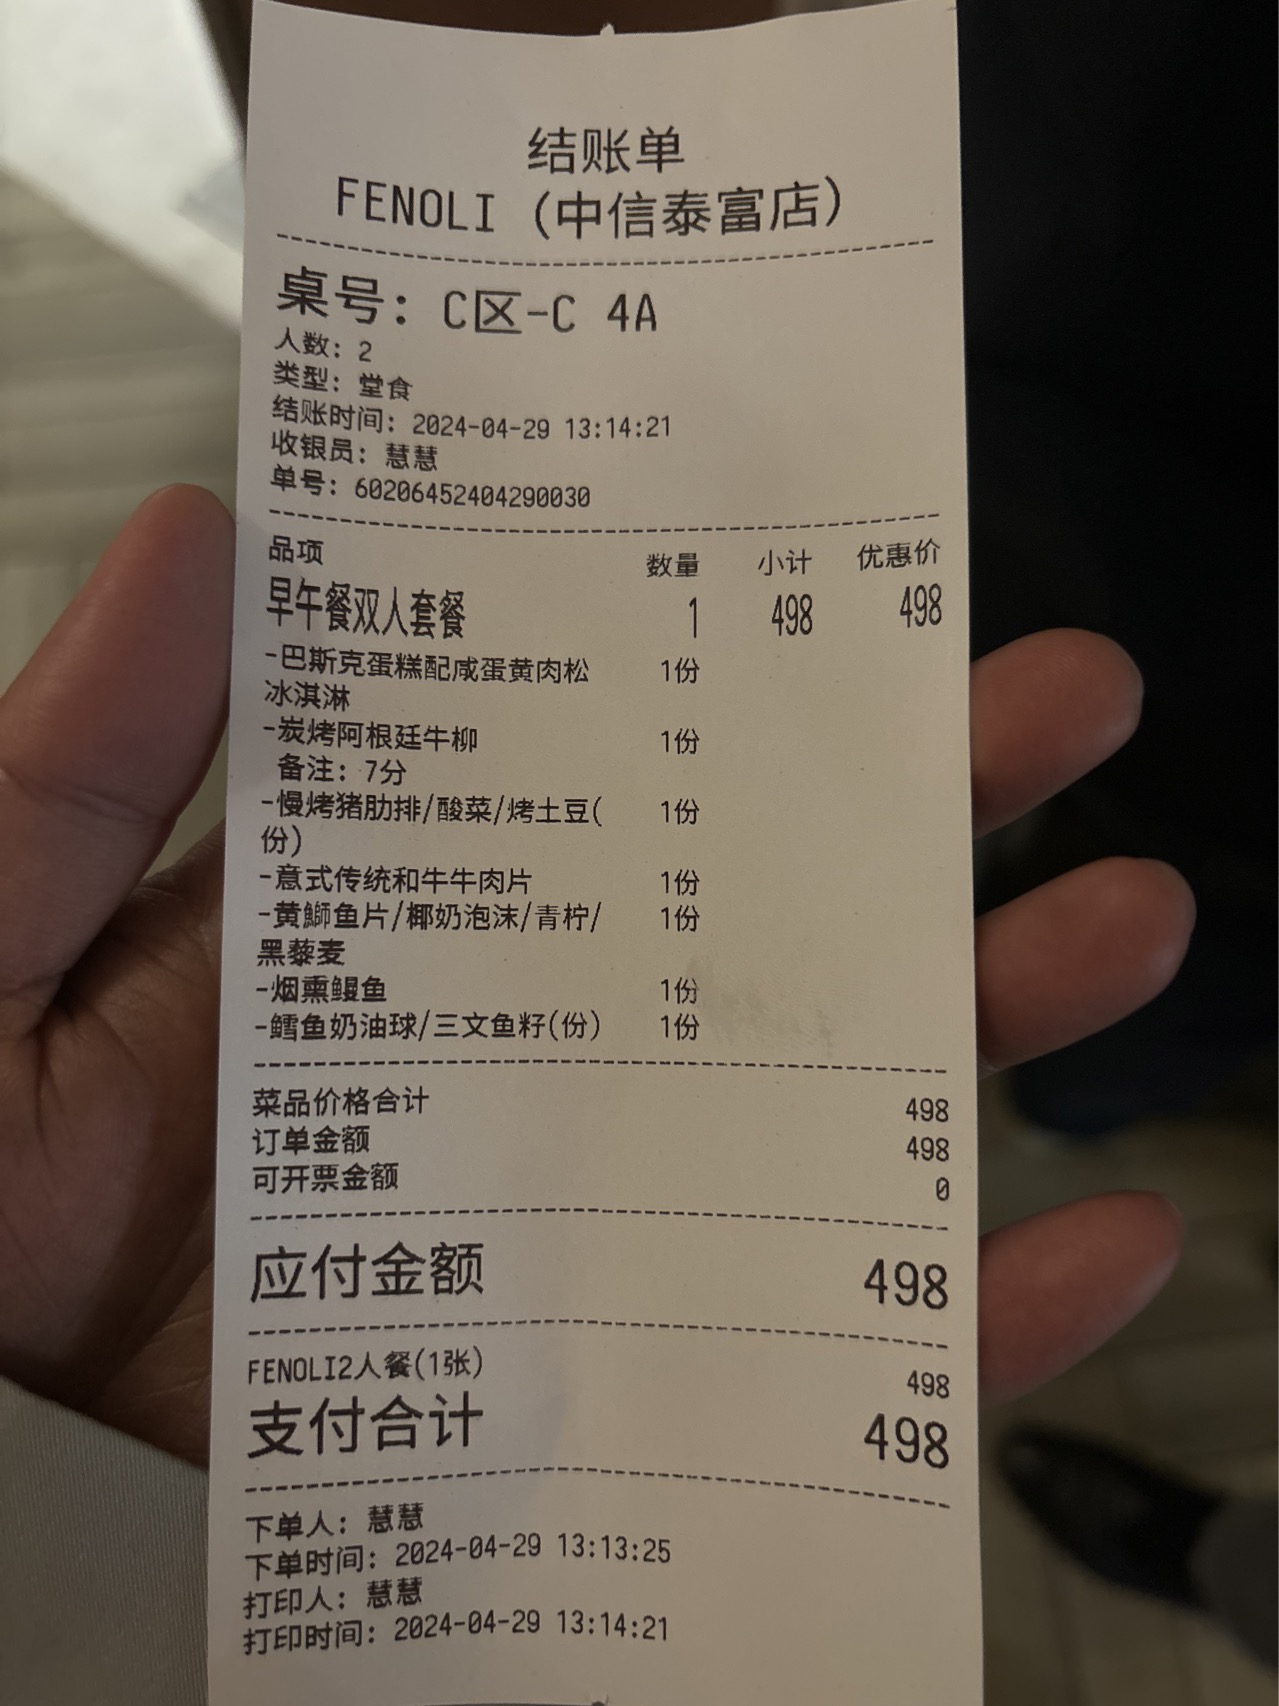 结账单
FENOLI (中信泰富店)
桌号: C区-C 4A
人数: 2
类型: 堂食
结账时间: 2024-04-29 13:14:21
收银员: 慧慧
单号: 60206452404290030
品项 数量 小计 优惠价
早午餐双人套餐 1 498 498
-巴斯克蛋糕配咸蛋黄肉松 1份
冰淇淋
-炭烤阿根廷牛柳 1份
备注: 7分
-慢烤猪肋排/酸菜/烤土豆( 1份
份)
-意式传统和牛牛肉片 1份
-黄鰤鱼片/椰奶泡沫/青柠/ 1份
黑藜麦
-烟熏鳗鱼 1份
-鳕鱼奶油球/三文鱼籽(份) 1份
菜品价格合计 498
订单金额 498
可开票金额 0
应付金额 498
FENOLI2人餐(1张) 498
支付合计 498
下单人: 慧慧
下单时间: 2024-04-29 13:13:25
打印人: 慧慧
打印时间: 2024-04-29 13:14:21